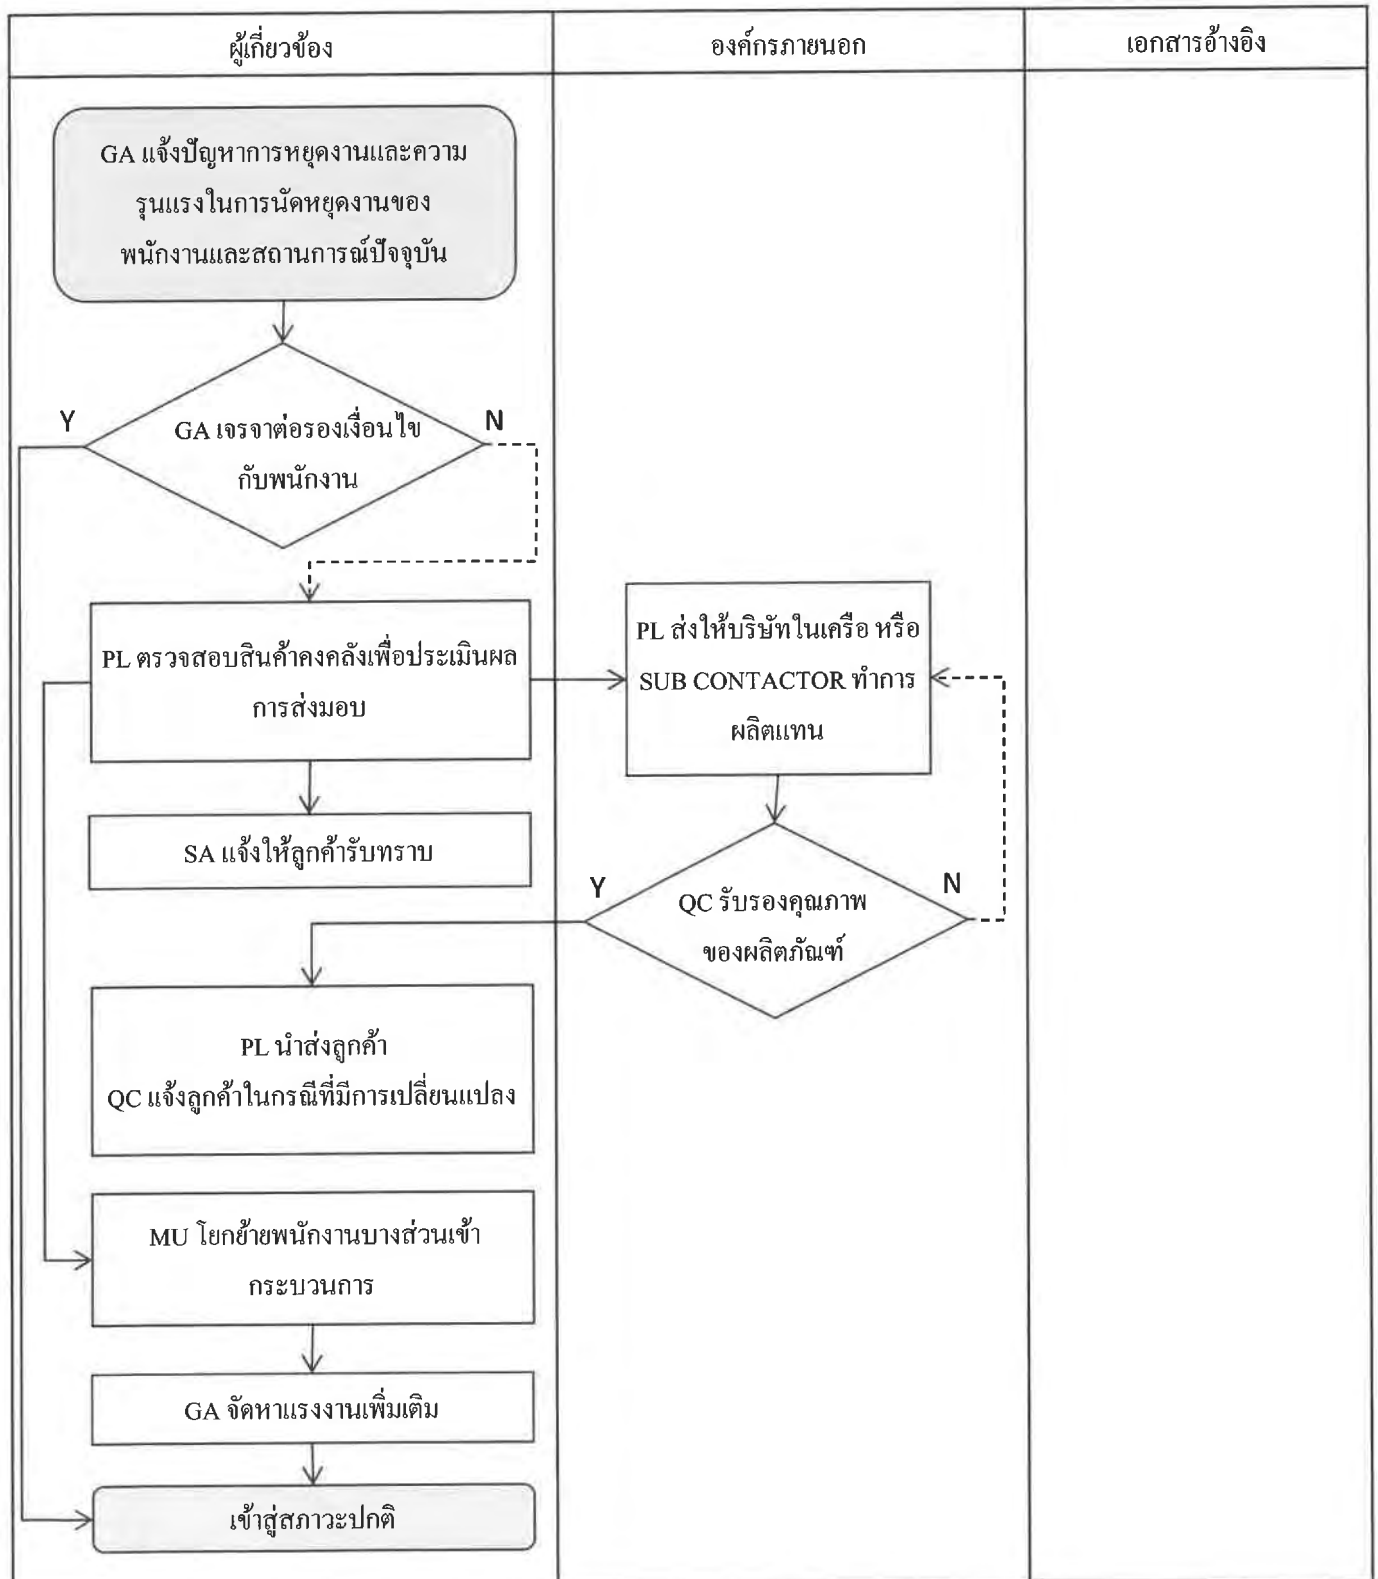 ผู้เกี่ยวข้อง
องค์กรภายนอก
เอกสารอ้างอิง
GA แจ้งปัญหาการหยุดงานและความ
รุนแรงในการนัดหยุดงานของ
พนักงานและสถานการณ์ปัจจุบัน
Y
GA เจรจาต่อรองเงื่อนไข
กับพนักงาน
N
PL ตรวจสอบสินค้าคงคลังเพื่อประเมินผล
การส่งมอบ
PL ส่งให้บริษัทในเครือ หรือ
SUB CONTACTOR ทำการ
ผลิตแทน
SA แจ้งให้ลูกค้ารับทราบ
Y
QC รับรองคุณภาพ
ของผลิตภัณฑ์
N
PL นำส่งลูกค้า
QC แจ้งลูกค้าในกรณีที่มีการเปลี่ยนแปลง
MU โยกย้ายพนักงานบางส่วนเข้า
กระบวนการ
GA จัดหาแรงงานเพิ่มเติม
เข้าสู่สภาวะปกติ